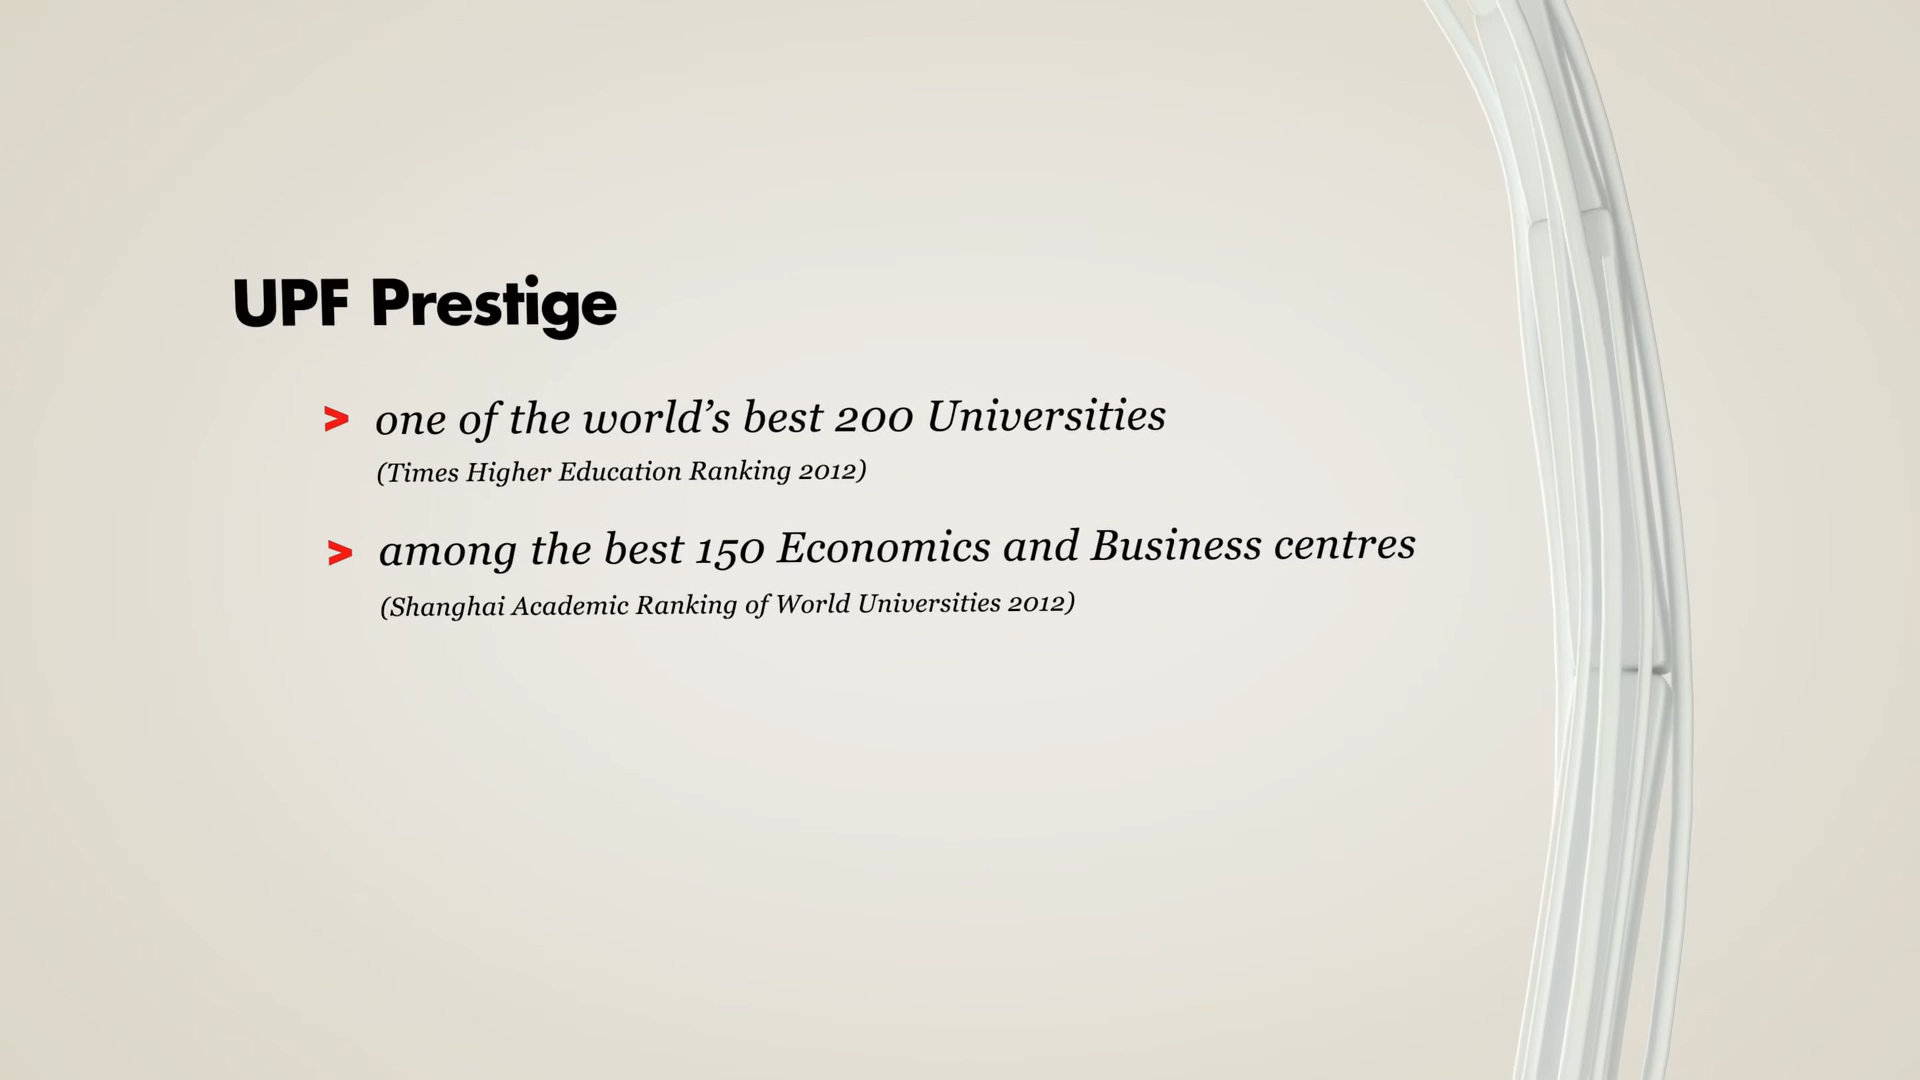 UPF Prestige
> one of the world’s best 200 Universities
(Times Higher Education Ranking 2012)
> among the best 150 Economics and Business centres
(Shanghai Academic Ranking of World Universities 2012)